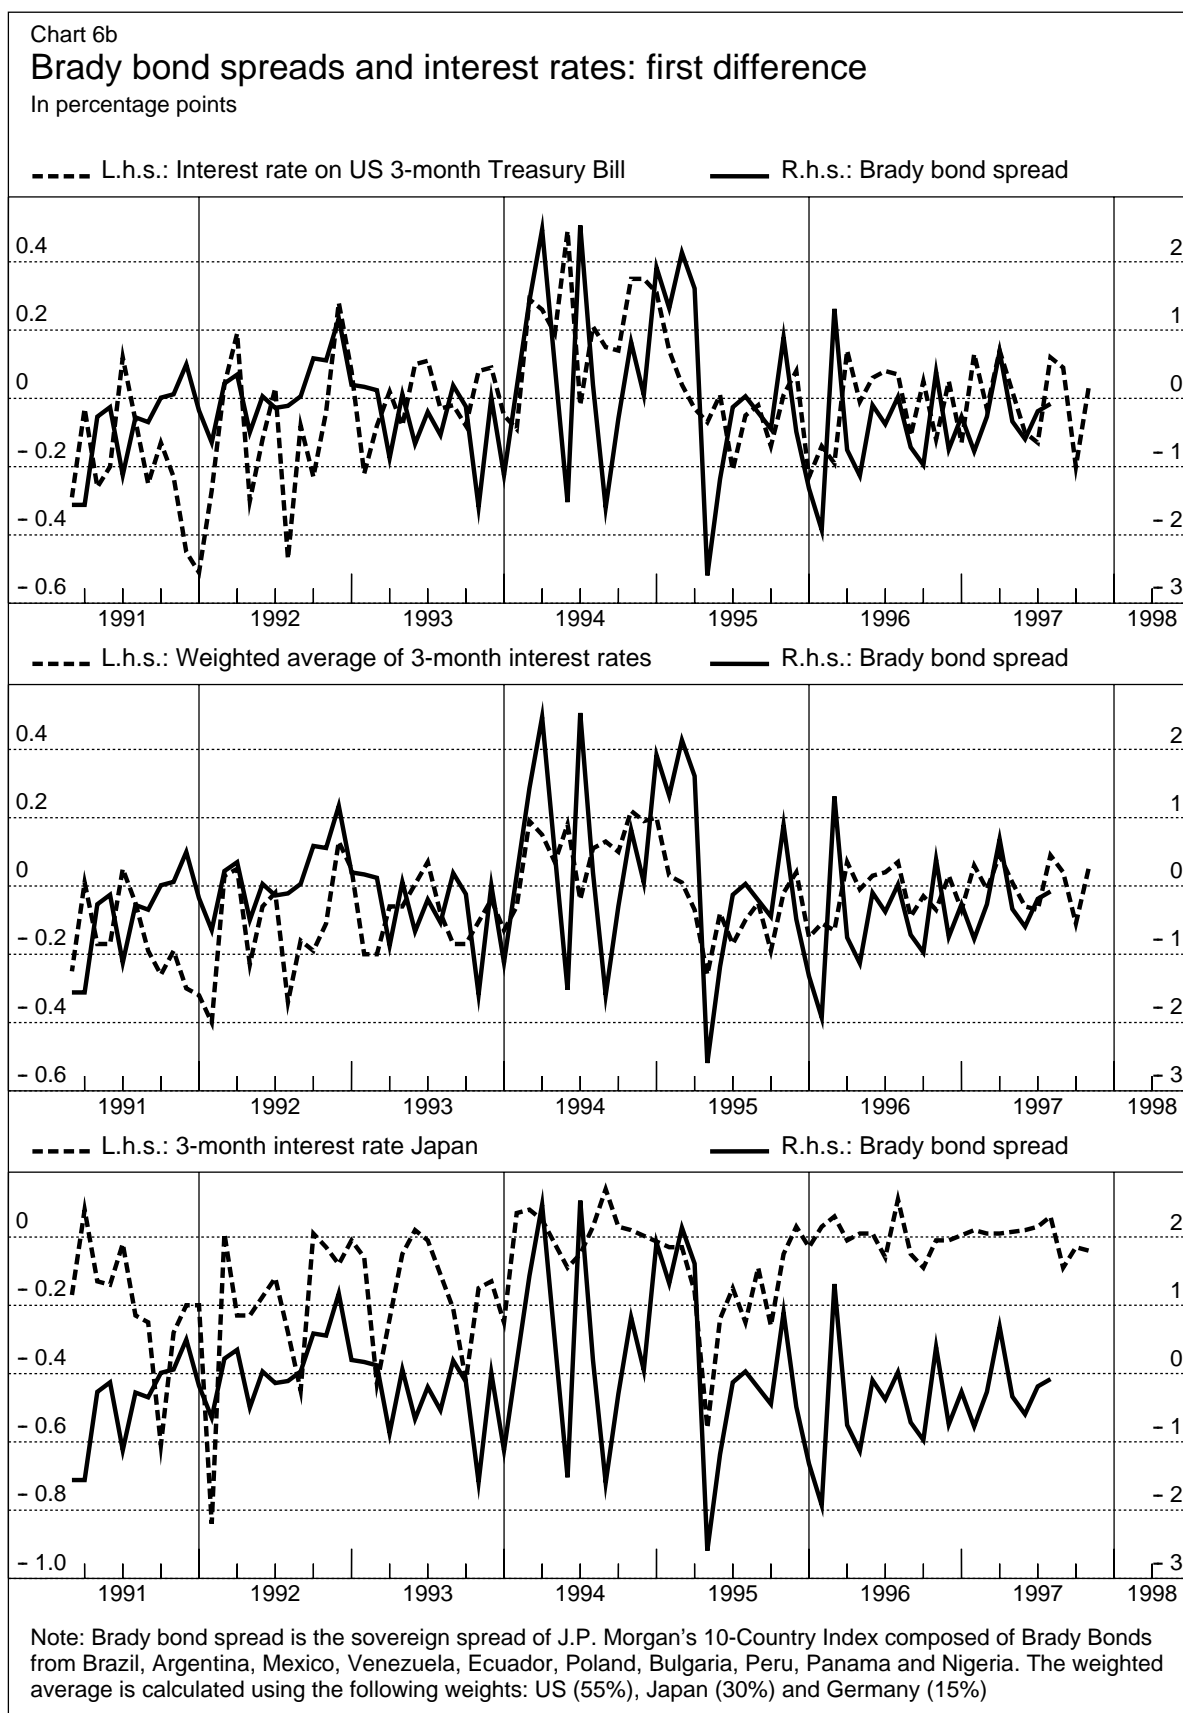 Chart 6b
Brady bond spreads and interest rates: first difference
In percentage points
L.h.s.: Interest rate on US 3-month Treasury Bill R.h.s.: Brady bond spread
0.4 2
0.2 1
0 0
– 0.2 – 1
– 0.4 – 2
– 0.6 – 3
1991 1992 1993 1994 1995 1996 1997 1998
L.h.s.: Weighted average of 3-month interest rates R.h.s.: Brady bond spread
0.4 2
0.2 1
0 0
– 0.2 – 1
– 0.4 – 2
– 0.6 – 3
1991 1992 1993 1994 1995 1996 1997 1998
L.h.s.: 3-month interest rate Japan R.h.s.: Brady bond spread
0 2
– 0.2 1
– 0.4 0
– 0.6 – 1
– 0.8 – 2
– 1.0 – 3
1991 1992 1993 1994 1995 1996 1997 1998
Note: Brady bond spread is the sovereign spread of J.P. Morgan’s 10-Country Index composed of Brady Bonds
from Brazil, Argentina, Mexico, Venezuela, Ecuador, Poland, Bulgaria, Peru, Panama and Nigeria. The weighted
average is calculated using the following weights: US (55%), Japan (30%) and Germany (15%)